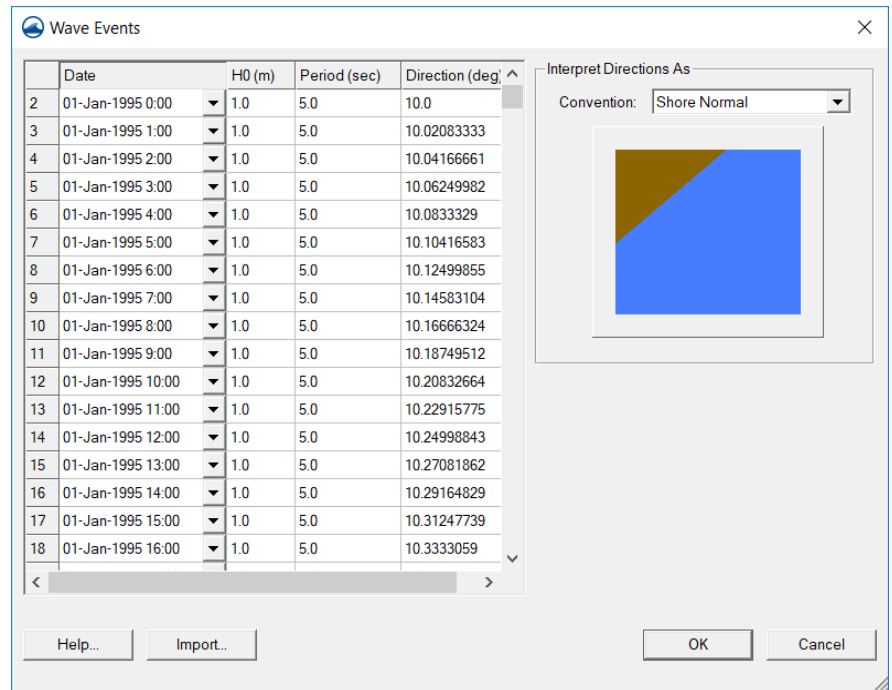 Wave Events
Date H0 (m) Period (sec) Direction (deg)
2 01-Jan-1995 0:00 1.0 5.0 10.0
3 01-Jan-1995 1:00 1.0 5.0 10.02083333
4 01-Jan-1995 2:00 1.0 5.0 10.04166661
5 01-Jan-1995 3:00 1.0 5.0 10.06249982
6 01-Jan-1995 4:00 1.0 5.0 10.0833329
7 01-Jan-1995 5:00 1.0 5.0 10.10416583
8 01-Jan-1995 6:00 1.0 5.0 10.12499855
9 01-Jan-1995 7:00 1.0 5.0 10.14583104
10 01-Jan-1995 8:00 1.0 5.0 10.16666324
11 01-Jan-1995 9:00 1.0 5.0 10.18749512
12 01-Jan-1995 10:00 1.0 5.0 10.20832664
13 01-Jan-1995 11:00 1.0 5.0 10.22915775
14 01-Jan-1995 12:00 1.0 5.0 10.24998843
15 01-Jan-1995 13:00 1.0 5.0 10.27081862
16 01-Jan-1995 14:00 1.0 5.0 10.29164829
17 01-Jan-1995 15:00 1.0 5.0 10.31247739
18 01-Jan-1995 16:00 1.0 5.0 10.3333059
Interpret Directions As
Convention: Shore Normal
Help... Import... OK Cancel